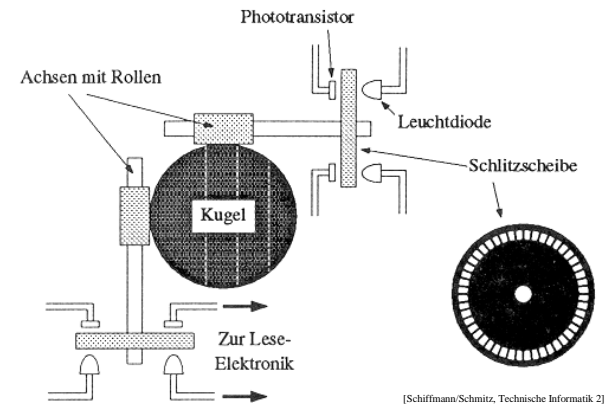 Phototransistor
Achsen mit Rollen
Leuchtdiode
Schlitzscheibe
Kugel
Zur Lese-
Elektronik
[Schiffmann/Schmitz, Technische Informatik 2]